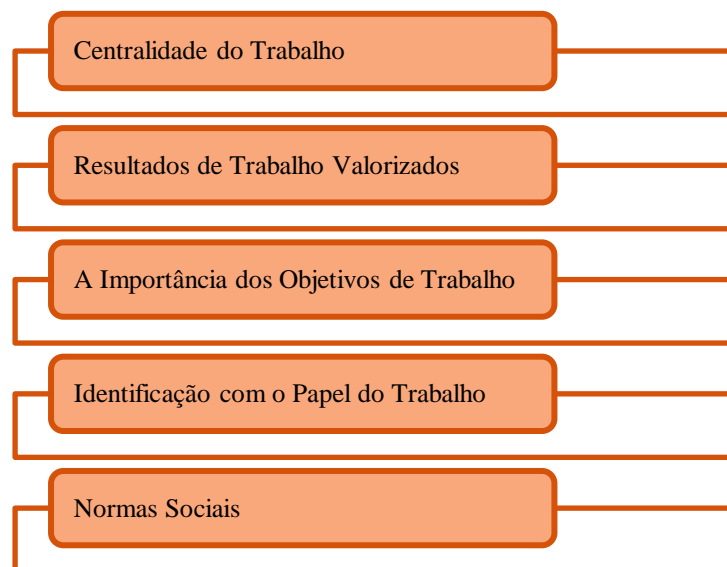 Centralidade do Trabalho
Resultados de Trabalho Valorizados
A Importância dos Objetivos de Trabalho
Identificação com o Papel do Trabalho
Normas Sociais